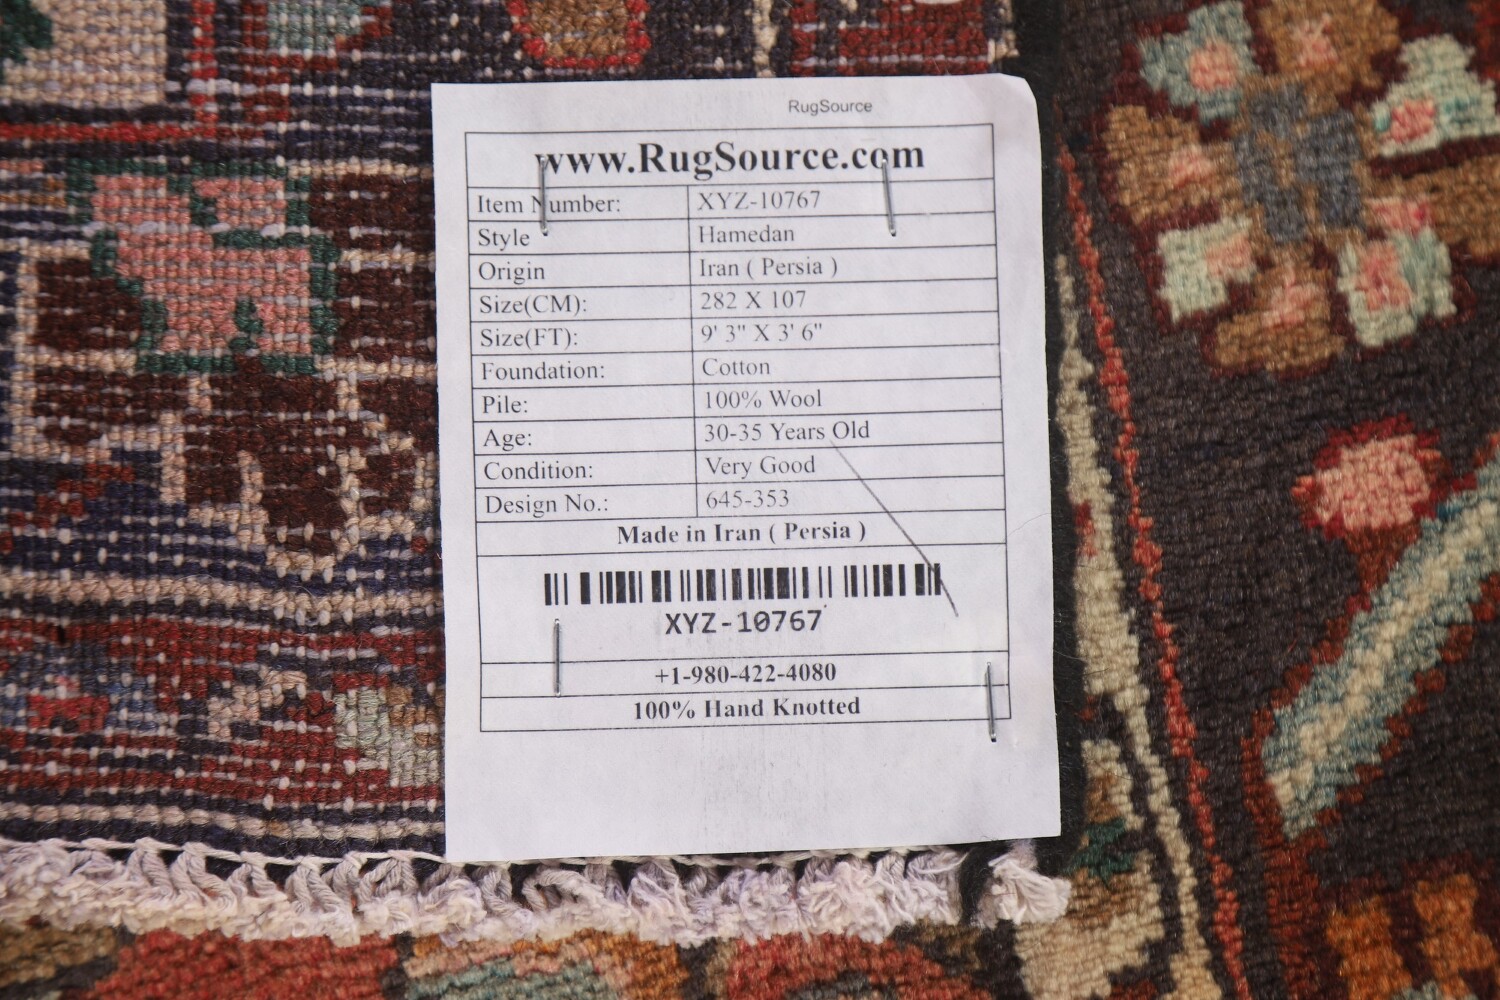 RugSource
www.RugSource.com
Item Number: XYZ-10767
Style Hamedan
Origin Iran ( Persia )
Size(CM): 282 X 107
Size(FT): 9' 3" X 3' 6"
Foundation: Cotton
Pile: 100% Wool
Age: 30-35 Years Old
Condition: Very Good
Design No.: 645-353
Made in Iran ( Persia )
XYZ-10767
+1-980-422-4080
100% Hand Knotted